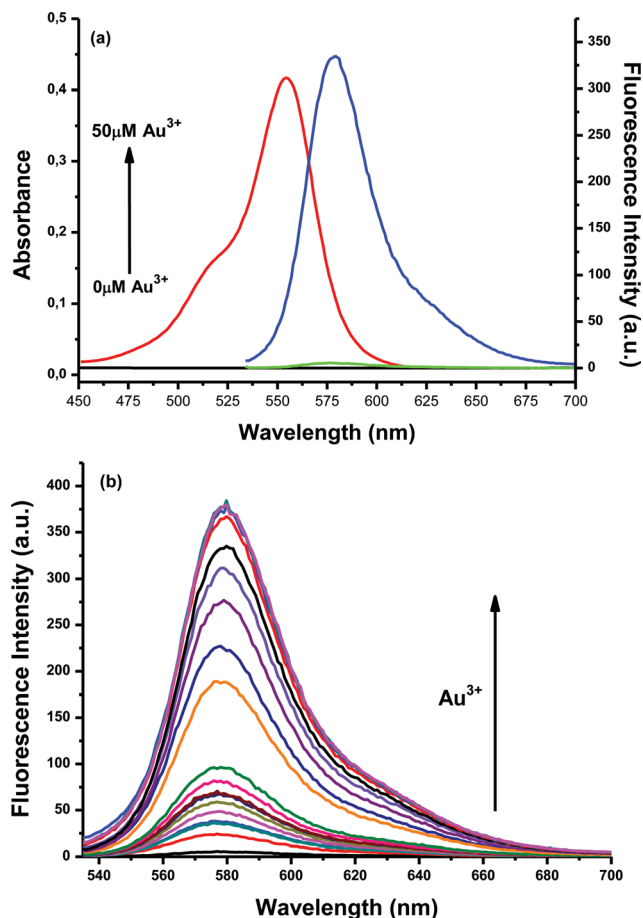 (a)
0,5
0,4
0,3
0,2
0,1
0,0
Absorbance
50μM Au³⁺
0μM Au³⁺
350
300
250
200
150
100
50
0
Fluorescence Intensity (a.u.)
450 475 500 525 550 575 600 625 650 675 700
Wavelength (nm)
(b)
400
350
300
250
200
150
100
50
0
Fluorescence Intensity (a.u.)
Au³⁺
540 560 580 600 620 640 660 680 700
Wavelength (nm)